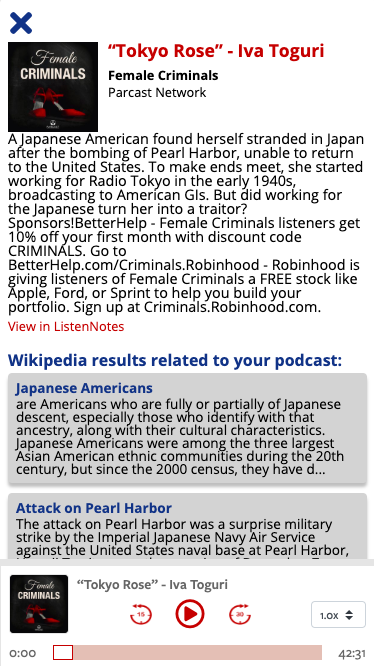 Female
CRIMINALS
“Tokyo Rose” - Iva Toguri
Female Criminals
Parcast Network
A Japanese American found herself stranded in Japan
after the bombing of Pearl Harbor, unable to return
to the United States. To make ends meet, she started
working for Radio Tokyo in the early 1940s,
broadcasting to American GIs. But did working for
the Japanese turn her into a traitor?
Sponsors!BetterHelp - Female Criminals listeners get
10% off your first month with discount code
CRIMINALS. Go to
BetterHelp.com/Criminals.Robinhood - Robinhood is
giving listeners of Female Criminals a FREE stock like
Apple, Ford, or Sprint to help you build your
portfolio. Sign up at Criminals.Robinhood.com.
View in ListenNotes
Wikipedia results related to your podcast:
Japanese Americans
are Americans who are fully or partially of Japanese
descent, especially those who identify with that
ancestry, along with their cultural characteristics.
Japanese Americans were among the three largest
Asian American ethnic communities during the 20th
century, but since the 2000 census, they have d...
Attack on Pearl Harbor
The attack on Pearl Harbor was a surprise military
strike by the Imperial Japanese Navy Air Service
against the United States naval base at Pearl Harbor,
Female
CRIMINALS
“Tokyo Rose” - Iva Toguri
15
30
1.0x
0:00
42:31